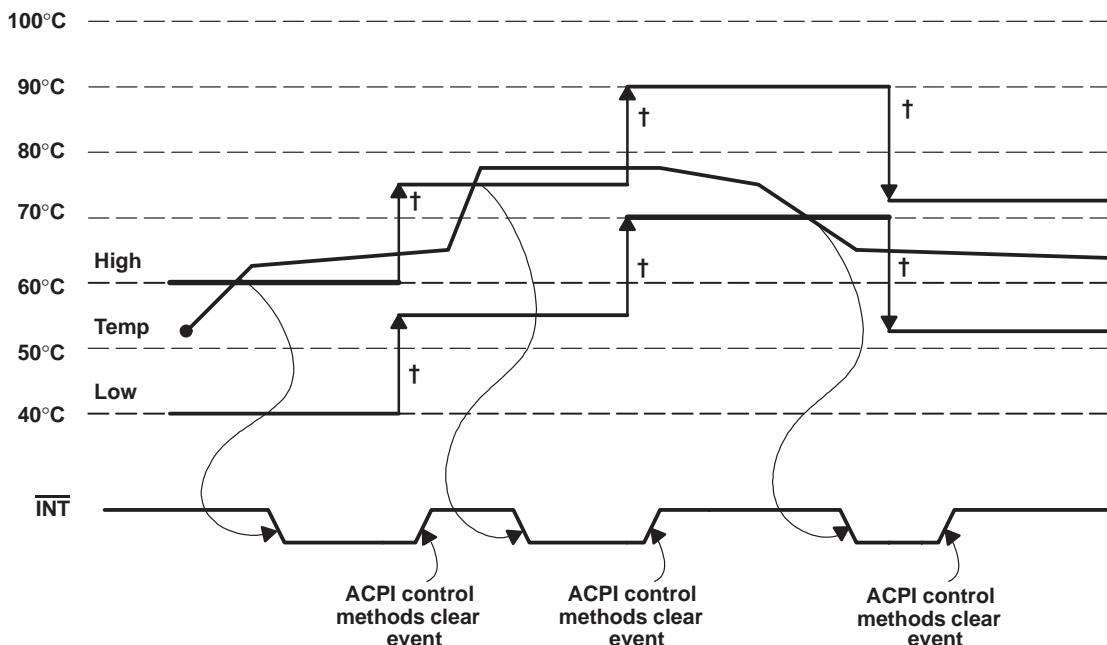 100°C
90°C
†
†
80°C
†
70°C
High
†
†
60°C
Temp
50°C
Low
†
40°C
INT
ACPI control
methods clear
event
ACPI control
methods clear
event
ACPI control
methods clear
event